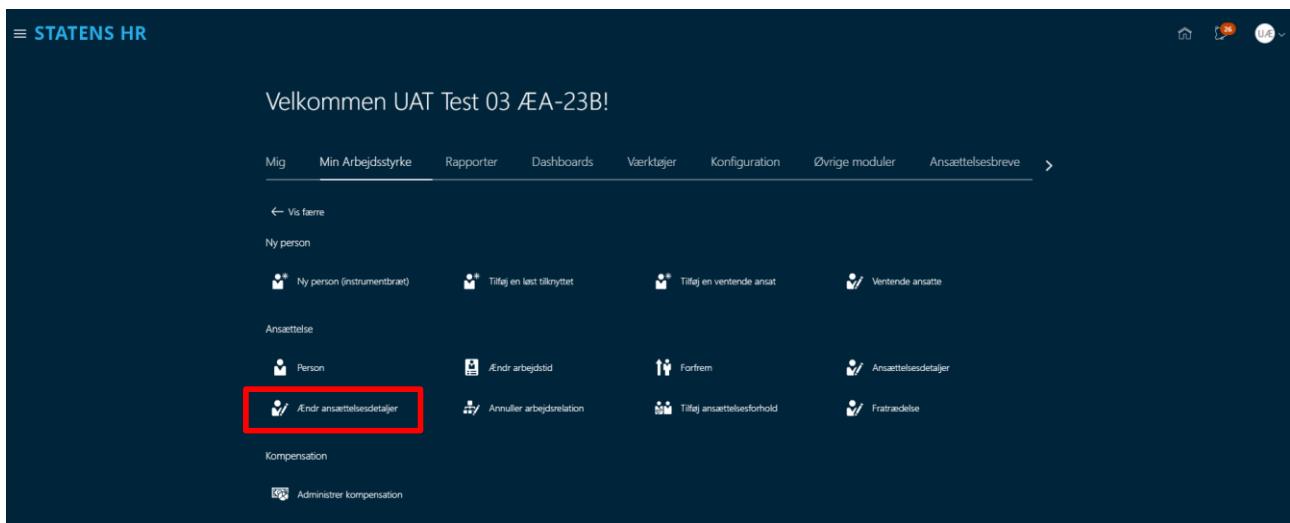 ≡ STATENS HR
26
UÆ
Velkommen UAT Test 03 ÆA-23B!
Mig Min Arbejdsstyrke Rapporter Dashboards Værktøjer Konfiguration Øvrige moduler Ansættelsesbreve
← Vis færre
Ny person
Ny person (instrumentbræt) Tilføj en løst tilknyttet Tilføj en ventende ansat Ventende ansatte
Ansættelse
Person Ændr arbejdstid Forfrem Ansættelsesdetaljer
Ændr ansættelsesdetaljer Annuller arbejdsrelation Tilføj ansættelsesforhold Fratrædelse
Kompensation
Administrer kompensation